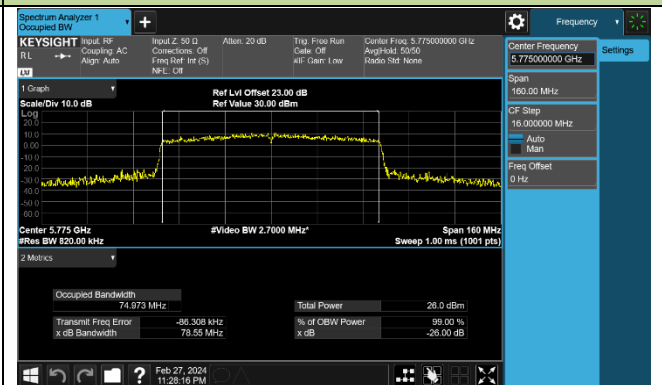 Spectrum Analyzer 1
Occupied BW
+
Frequency
KEYSIGHT
Input: RF
Coupling: AC
Align: Auto
Input Z: 50 Ω
Corrections: Off
Freq Ref: Int (S)
NFE: Off
Atten: 20 dB
Trig: Free Run
Gate: Off
#IF Gain: Low
Center Freq: 5.775000000 GHz
Avg|Hold: 50/50
Radio Std: None
RL
LXI
Center Frequency
5.775000000 GHz
Settings
Span
160.00 MHz
CF Step
16.000000 MHz
Auto
Man
Freq Offset
0 Hz
1 Graph
Scale/Div 10.0 dB
Ref Lvl Offset 23.00 dB
Ref Value 30.00 dBm
Log
20.0
10.0
0.00
-10.0
-20.0
-30.0
-40.0
-50.0
-60.0
Center 5.775 GHz
#Video BW 2.7000 MHz*
Span 160 MHz
#Res BW 820.00 kHz
Sweep 1.00 ms (1001 pts)
2 Metrics
Occupied Bandwidth
74.973 MHz
Total Power 26.0 dBm
Transmit Freq Error -86.308 kHz
% of OBW Power 99.00 %
x dB Bandwidth 78.55 MHz
x dB -26.00 dB
?
Feb 27, 2024
11:28:16 PM